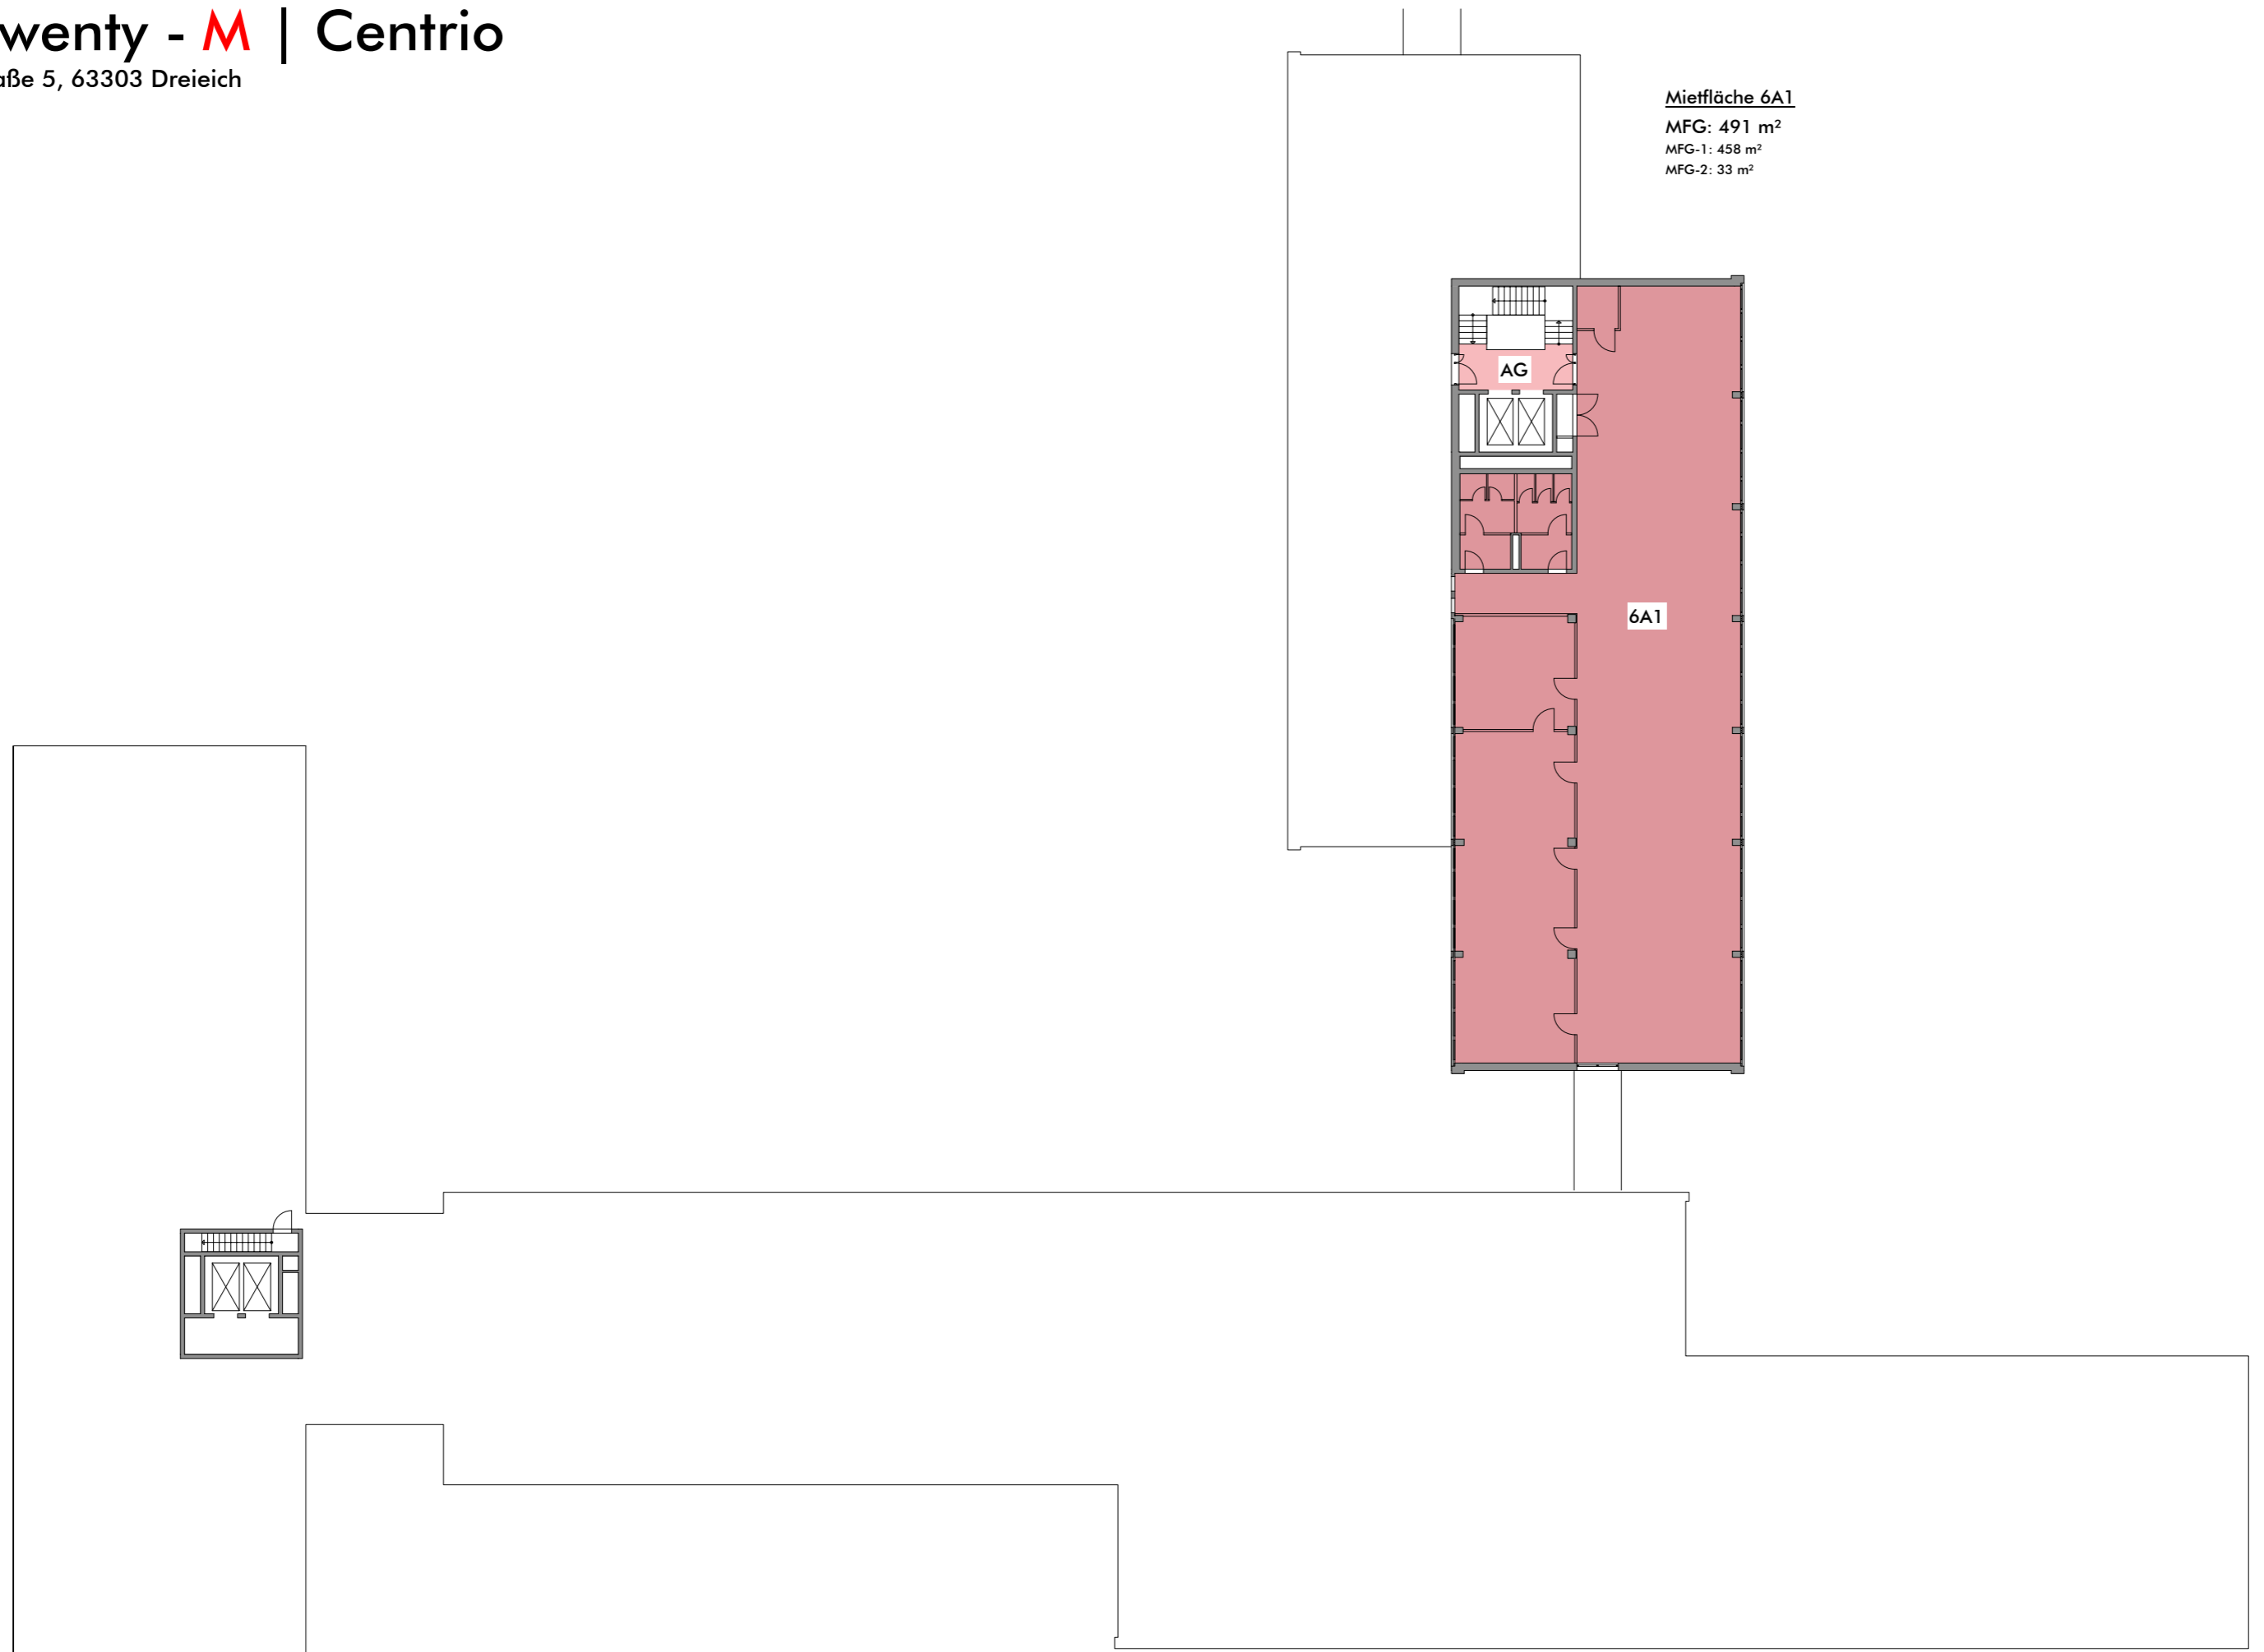 wenty - M | Centrio
aße 5, 63303 Dreieich
Mietfläche 6A1
MFG: 491 m²
MFG-1: 458 m²
MFG-2: 33 m²
AG
6A1